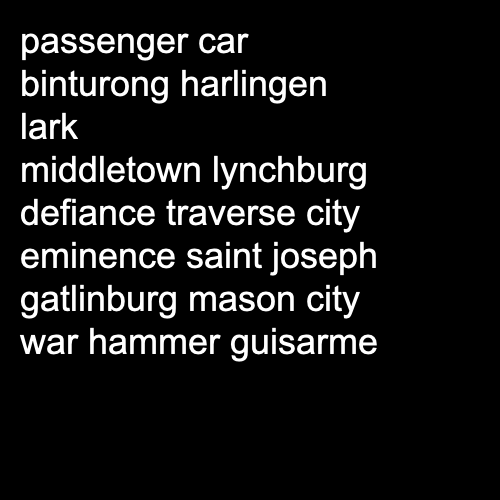 passenger car
binturong harlingen
lark
middletown lynchburg
defiance traverse city
eminence saint joseph
gatlinburg mason city
war hammer guisarme